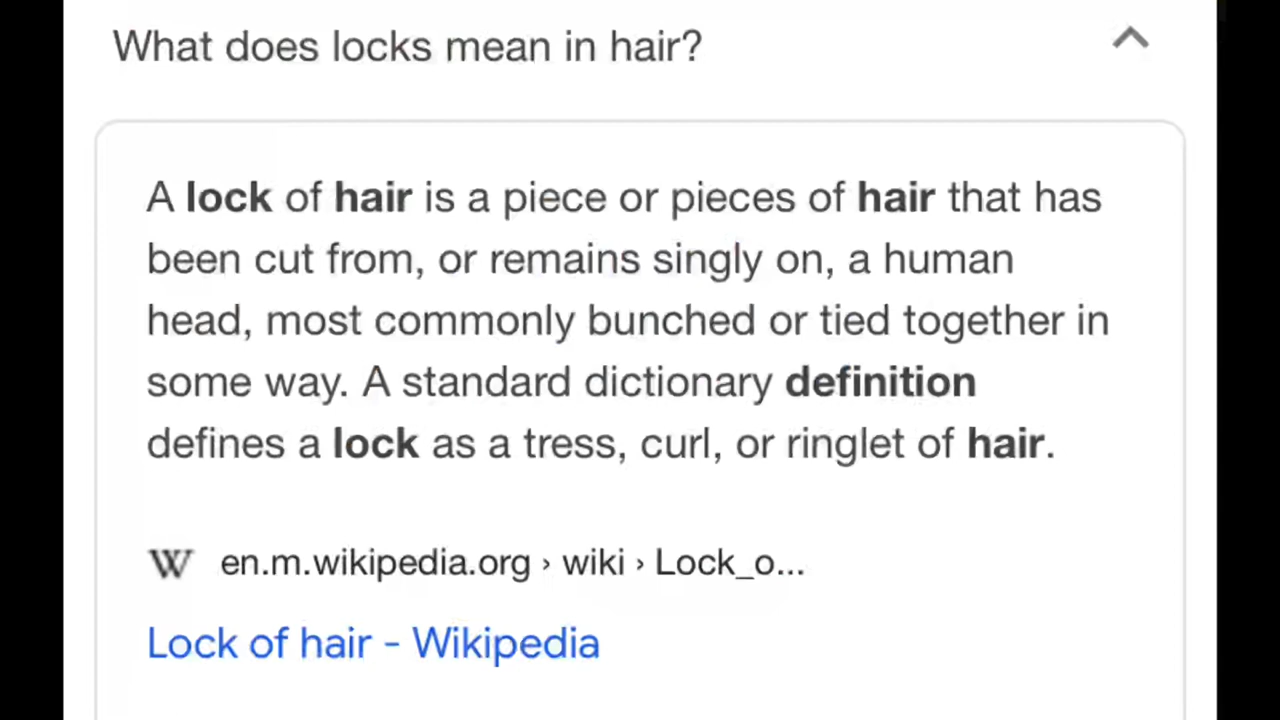 What does locks mean in hair?
A lock of hair is a piece or pieces of hair that has
been cut from, or remains singly on, a human
head, most commonly bunched or tied together in
some way. A standard dictionary definition
defines a lock as a tress, curl, or ringlet of hair.
W en.m.wikipedia.org › wiki › Lock_o...
Lock of hair - Wikipedia